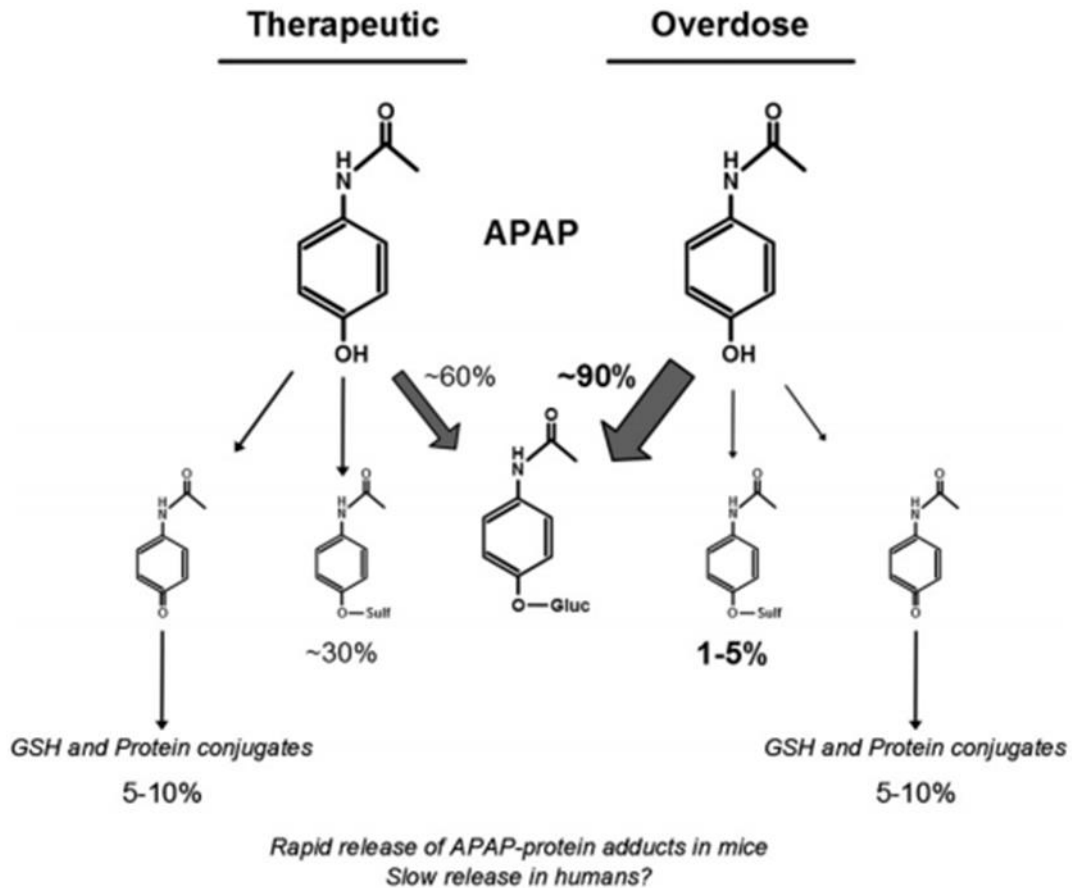 Therapeutic
Overdose
O
H
N
OH
APAP
O
H
N
OH
~60%
~90%
O
H
N
O
O
H
N
O—Sulf
~30%
O
H
N
O—Gluc
O
H
N
O—Sulf
1-5%
O
H
N
O
GSH and Protein conjugates
5-10%
GSH and Protein conjugates
5-10%
Rapid release of APAP-protein adducts in mice
Slow release in humans?